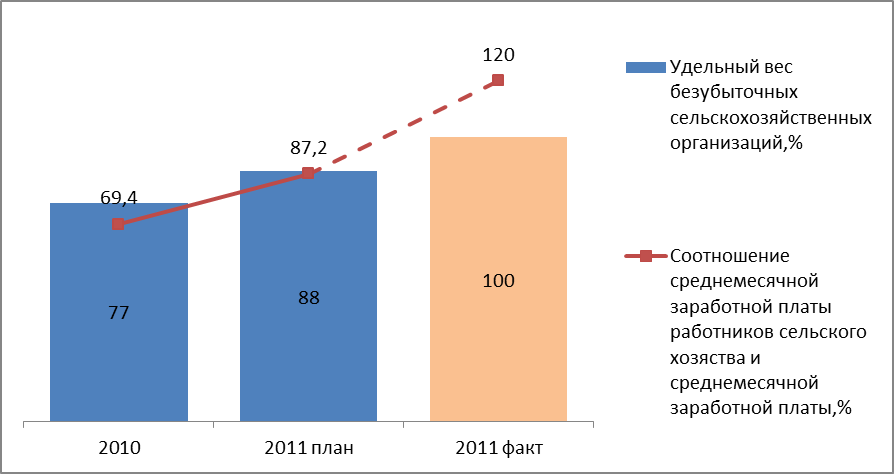 120
87,2
69,4
77
88
100
2010
2011 план
2011 факт
Удельный вес
безубыточных
сельскохозяйственных
организаций,%
Соотношение
среднемесячной
заработной платы
работников сельского
хозяства и
среднемесячной
заработной платы,%